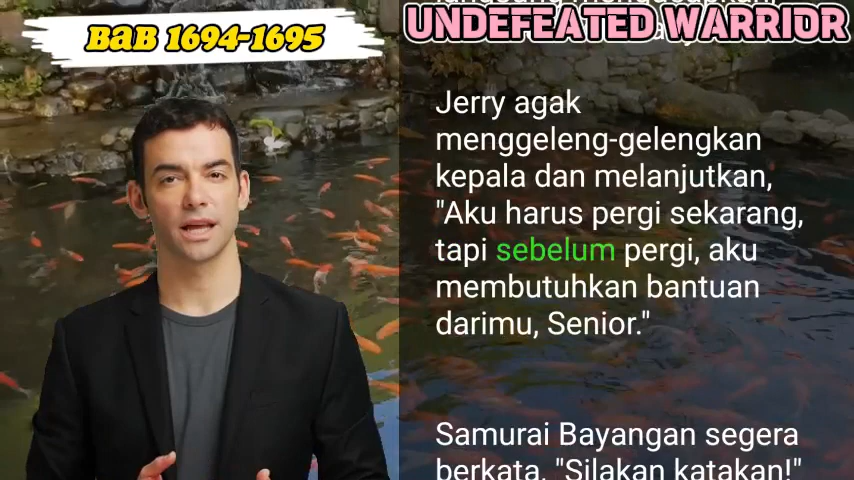 BAB 1694-1695
UNDEFEATED WARRIOR
Jerry agak
menggeleng-gelengkan
kepala dan melanjutkan,
"Aku harus pergi sekarang,
tapi sebelum pergi, aku
membutuhkan bantuan
darimu, Senior."
Samurai Bayangan segera
berkata, "Silakan katakan!"